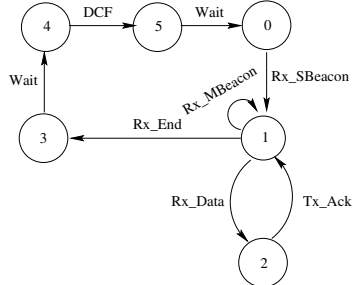 DCF
Wait
4
5
0
Rx_MBeacon
Rx_SBeacon
Wait
Rx_End
3
1
Rx_Data
Tx_Ack
2